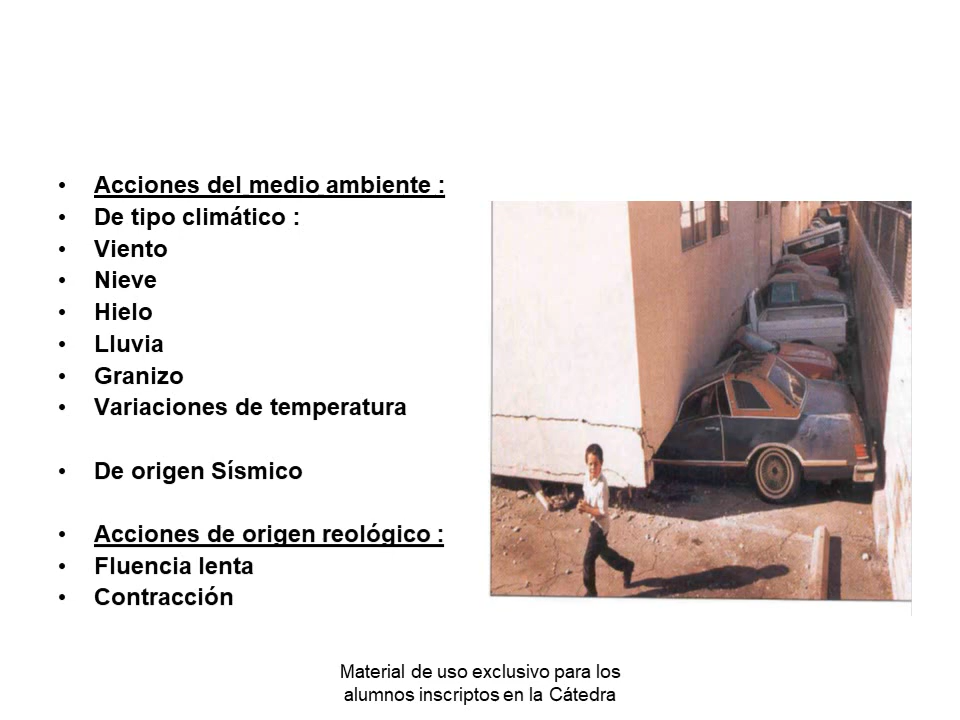 • Acciones del medio ambiente :
• De tipo climático :
• Viento
• Nieve
• Hielo
• Lluvia
• Granizo
• Variaciones de temperatura
• De origen Sísmico
• Acciones de origen reológico :
• Fluencia lenta
• Contracción
Material de uso exclusivo para los
alumnos inscriptos en la Cátedra